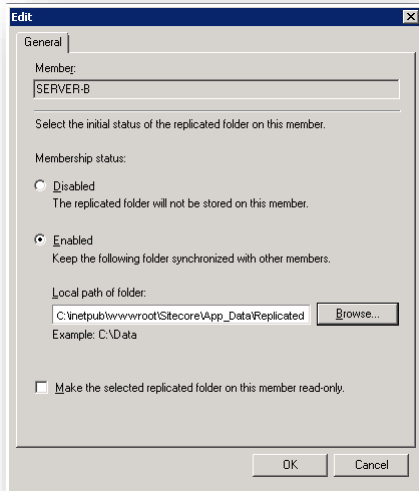 Edit
General
Member:
SERVER-B
Select the initial status of the replicated folder on this member.
Membership status:
Disabled
The replicated folder will not be stored on this member.
Enabled
Keep the following folder synchronized with other members.
Local path of folder:
C:\inetpub\wwwroot\Sitecore\App_Data\Replicated
Browse...
Example: C:\Data
Make the selected replicated folder on this member read-only.
OK
Cancel